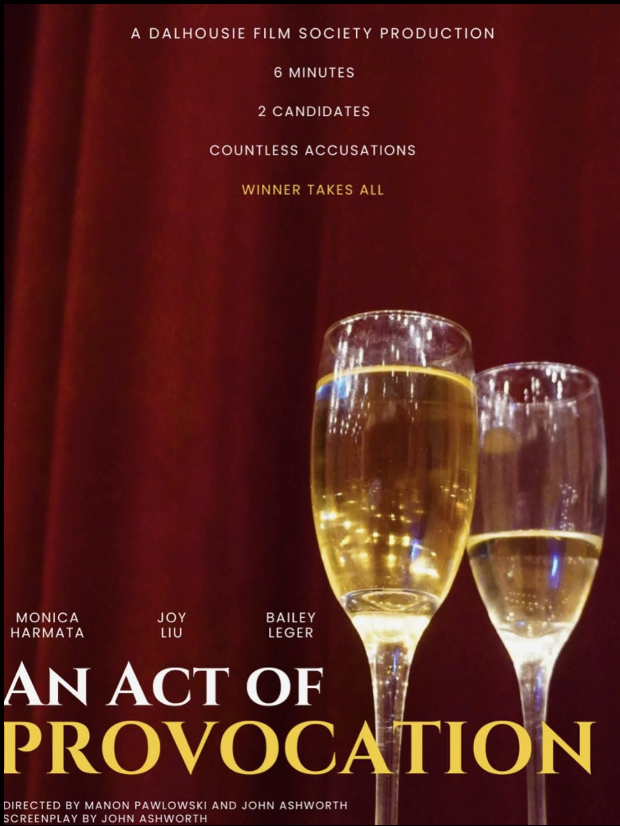 A DALHOUSIE FILM SOCIETY PRODUCTION
6 MINUTES
2 CANDIDATES
COUNTLESS ACCUSATIONS
WINNER TAKES ALL
MONICA HARMATA
JOY LIU
BAILEY LEGER
AN ACT OF
PROVOCATION
DIRECTED BY MANON PAWLOWSKI AND JOHN ASHWORTH
SCREENPLAY BY JOHN ASHWORTH